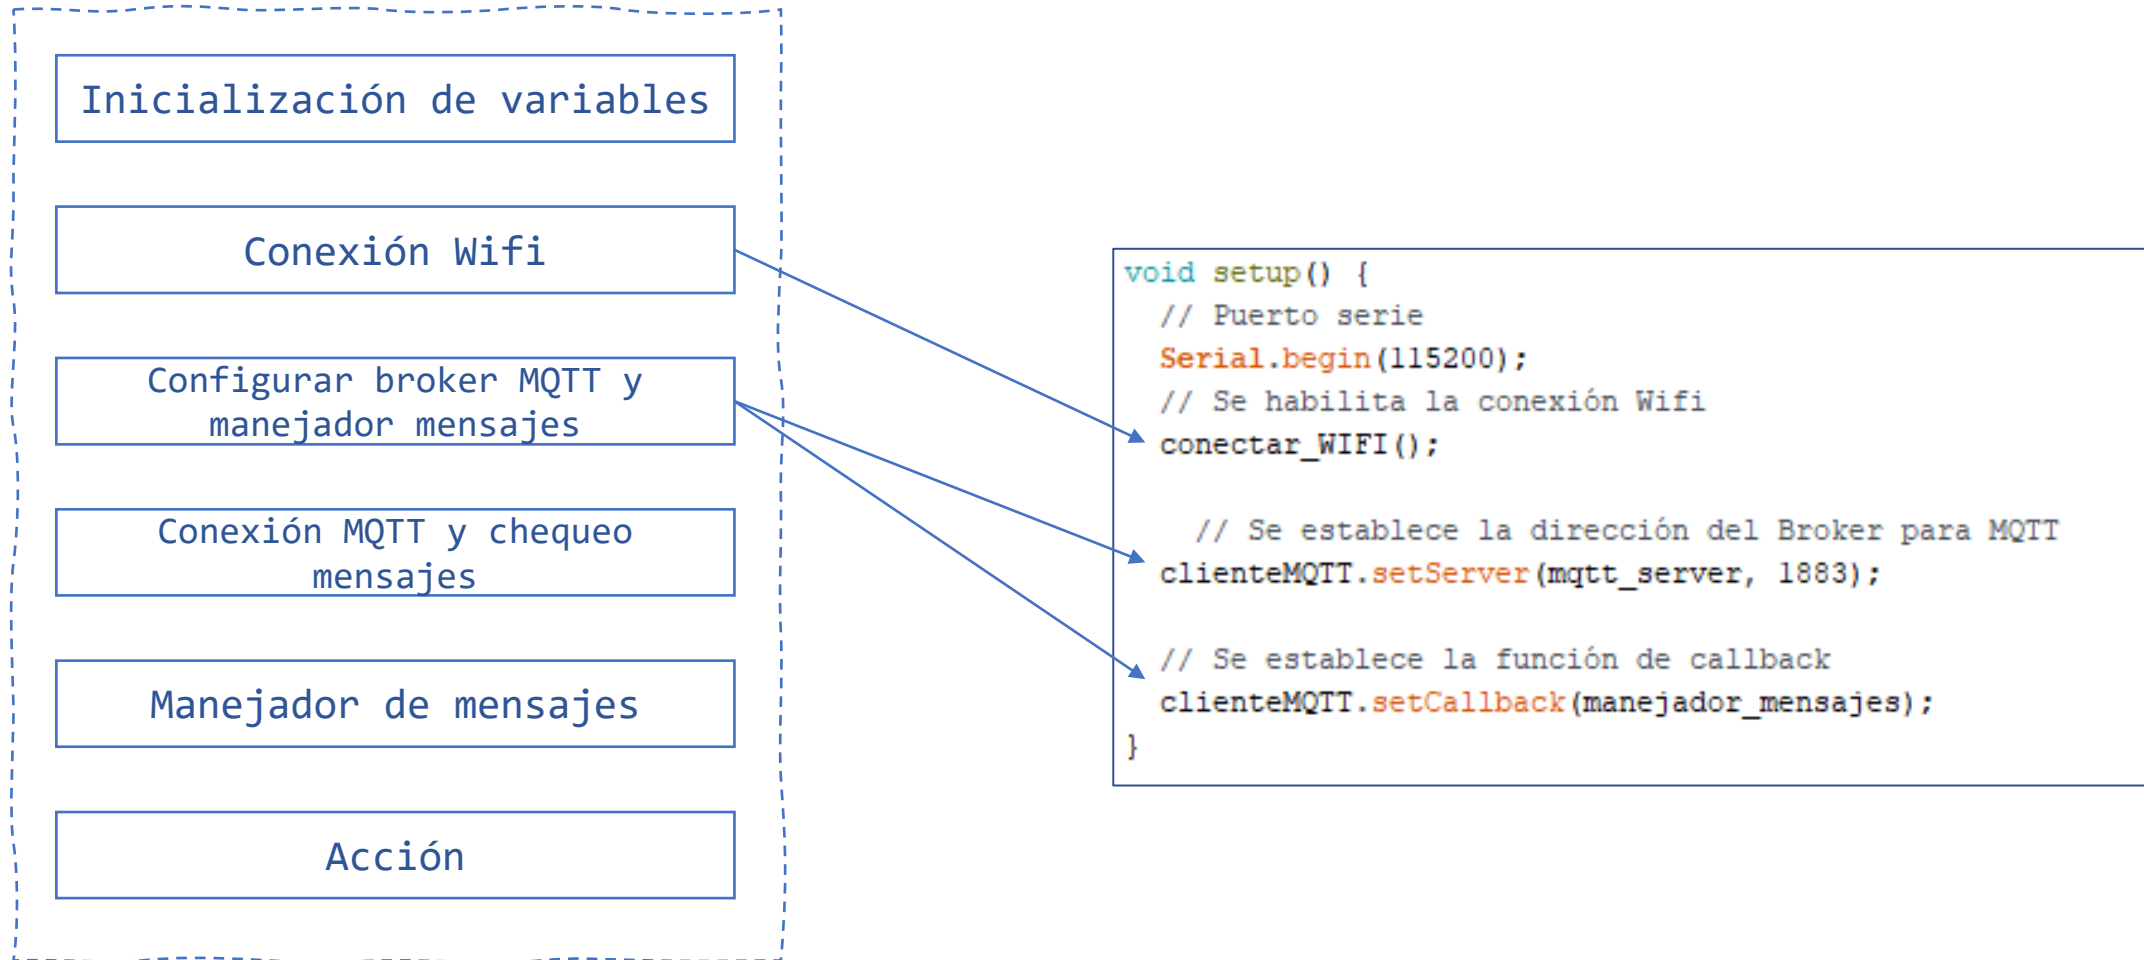 Inicialización de variables
Conexión Wifi
Configurar broker MQTT y
manejador mensajes
Conexión MQTT y chequeo
mensajes
Manejador de mensajes
Acción
void setup() {
// Puerto serie
Serial.begin(115200);
// Se habilita la conexión Wifi
conectar_WIFI();
// Se establece la dirección del Broker para MQTT
clienteMQTT.setServer(mqtt_server, 1883);
// Se establece la función de callback
clienteMQTT.setCallback(manejador_mensajes);
}